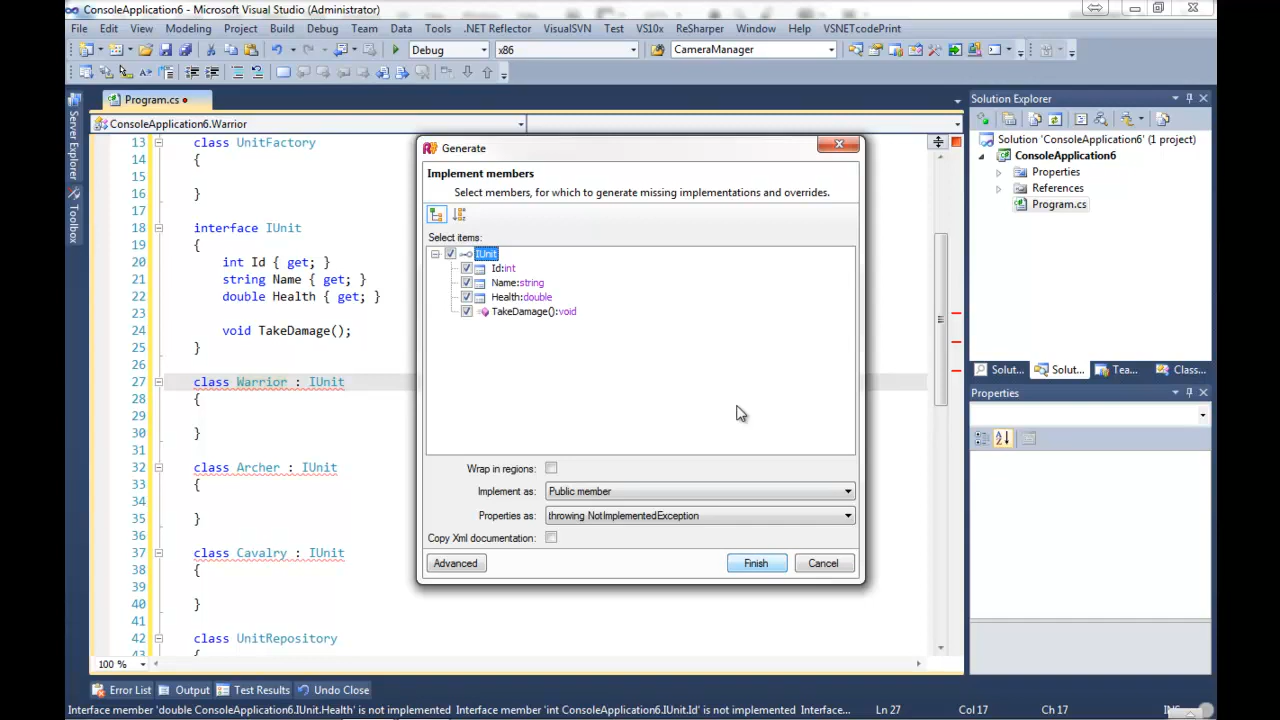 ConsoleApplication6 - Microsoft Visual Studio (Administrator)
File Edit View Modeling Project Build Debug Team Data Tools .NET Reflector VisualSVN Test VS10x ReSharper Window Help VSNETcodePrint
Debug x86 CameraManager
Program.cs
ConsoleApplication6.Warrior
Server Explorer
Toolbox
13 class UnitFactory
14 {
15
16 }
17
18 interface IUnit
19 {
20 int Id { get; }
21 string Name { get; }
22 double Health { get; }
23
24 void TakeDamage();
25 }
26
27 class Warrior : IUnit
28 {
29
30 }
31
32 class Archer : IUnit
33 {
34
35 }
36
37 class Cavalry : IUnit
38 {
39
40 }
41
42 class UnitRepository
43 {
100 %
Generate
Implement members
Select members, for which to generate missing implementations and overrides.
Select items:
IUnit
Id:int
Name:string
Health:double
TakeDamage():void
Wrap in regions:
Implement as: Public member
Properties as: throwing NotImplementedException
Copy Xml documentation:
Advanced Finish Cancel
Solution Explorer
Solution 'ConsoleApplication6' (1 project)
ConsoleApplication6
Properties
References
Program.cs
Solut... Solut... Tea... Class...
Properties
Error List Output Test Results Undo Close
Interface member 'double ConsoleApplication6.IUnit.Health' is not implemented Interface member 'int ConsoleApplication6.IUnit.Id' is not implemented Interface... Ln 27 Col 17 Ch 17 INS